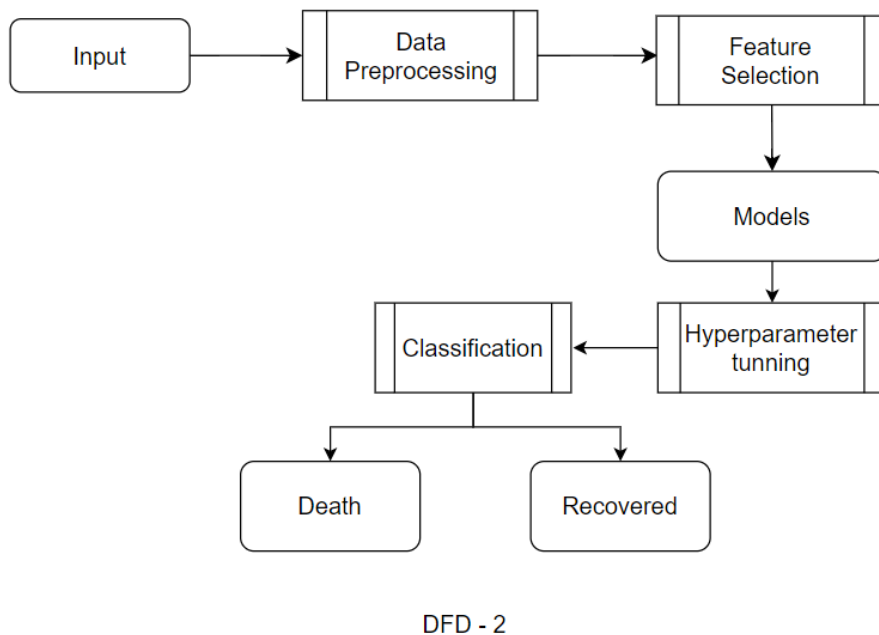 Input
Data
Preprocessing
Feature
Selection
Models
Hyperparameter
tunning
Classification
Death
Recovered
DFD - 2